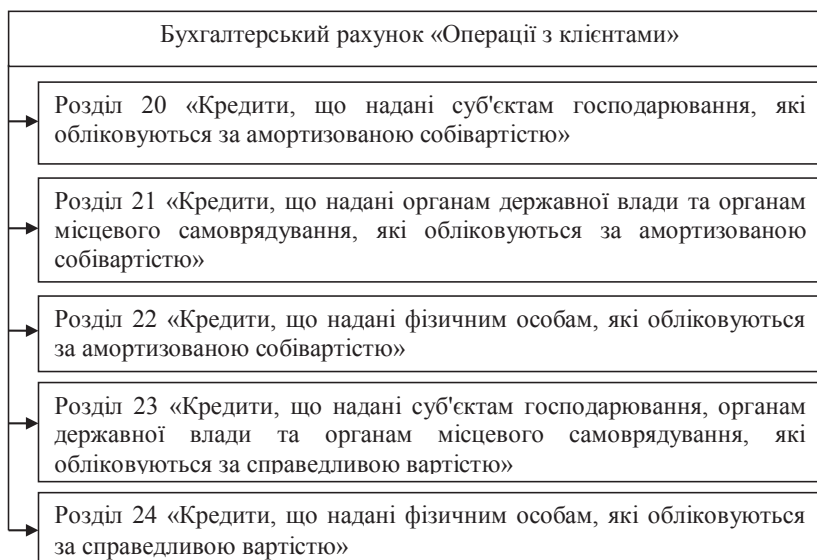 Бухгалтерський рахунок «Операції з клієнтами»
Розділ 20 «Кредити, що надані суб'єктам господарювання, які
обліковуються за амортизованою собівартістю»
Розділ 21 «Кредити, що надані органам державної влади та органам
місцевого самоврядування, які обліковуються за амортизованою
собівартістю»
Розділ 22 «Кредити, що надані фізичним особам, які обліковуються
за амортизованою собівартістю»
Розділ 23 «Кредити, що надані суб'єктам господарювання, органам
державної влади та органам місцевого самоврядування, які
обліковуються за справедливою вартістю»
Розділ 24 «Кредити, що надані фізичним особам, які обліковуються
за справедливою вартістю»